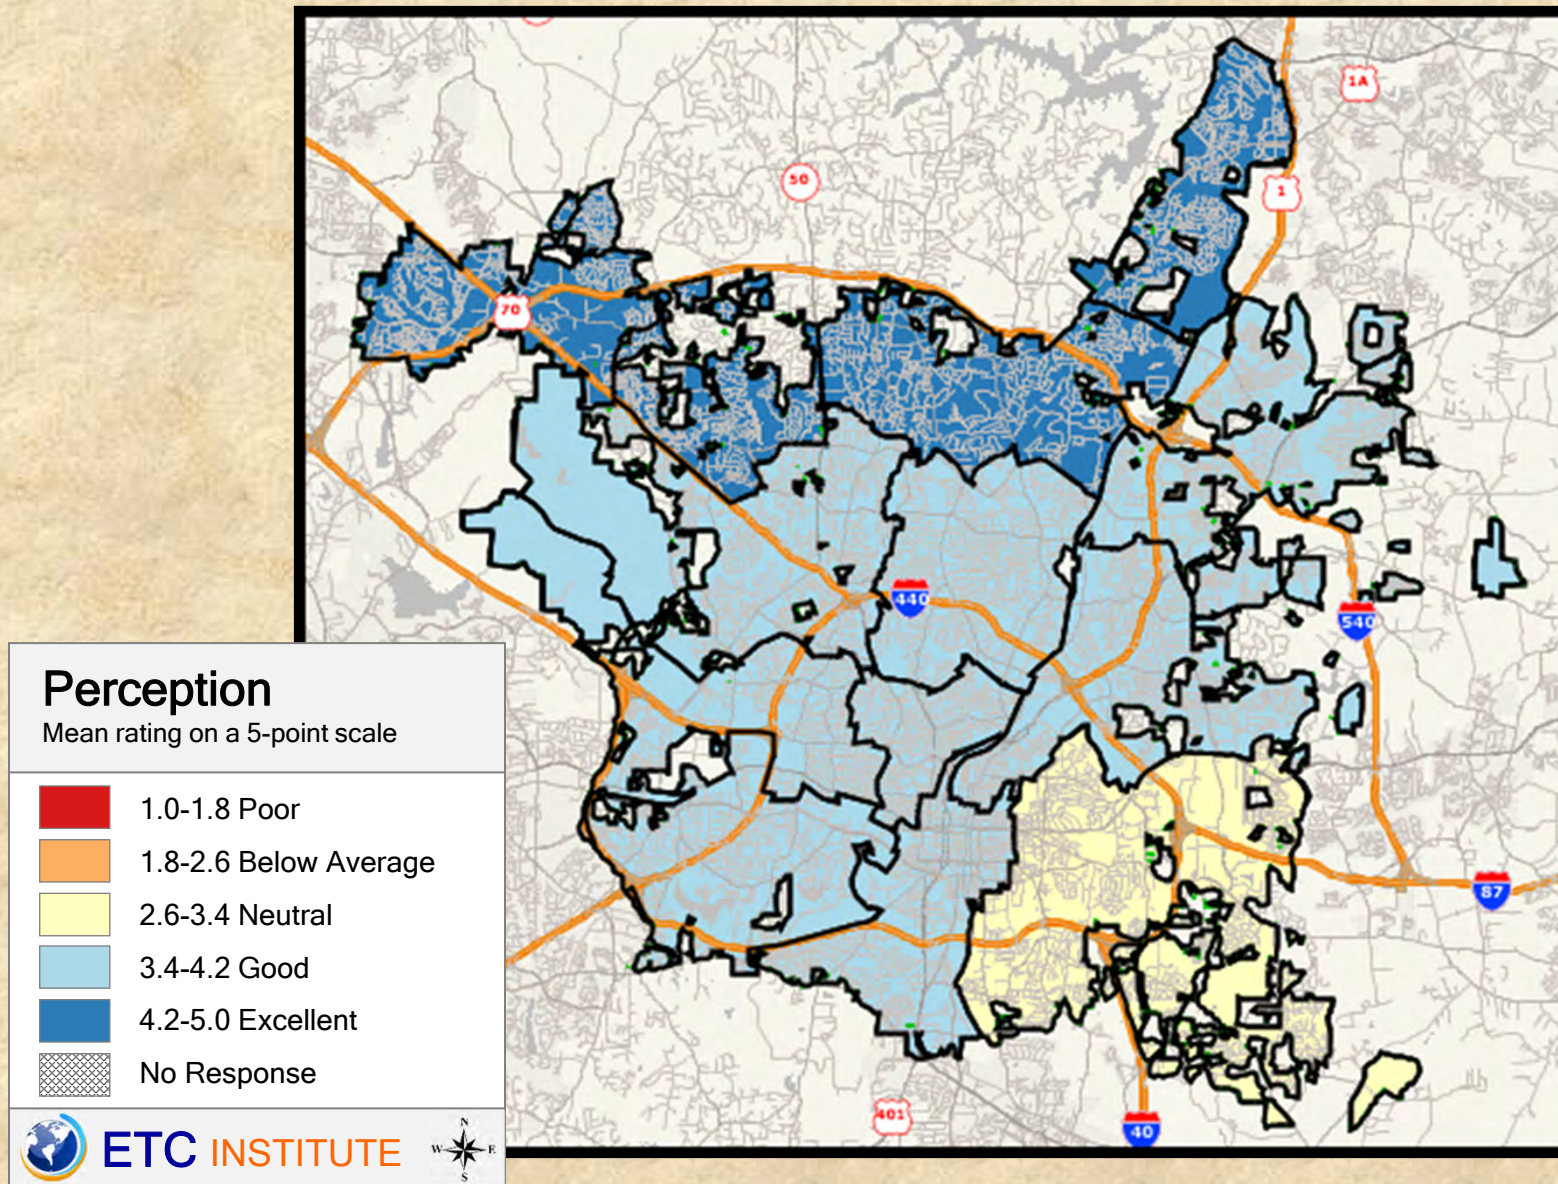 1A
50
1
70
440
540
87
401
40
Perception
Mean rating on a 5-point scale
1.0-1.8 Poor
1.8-2.6 Below Average
2.6-3.4 Neutral
3.4-4.2 Good
4.2-5.0 Excellent
No Response
ETC INSTITUTE
N
W E
S